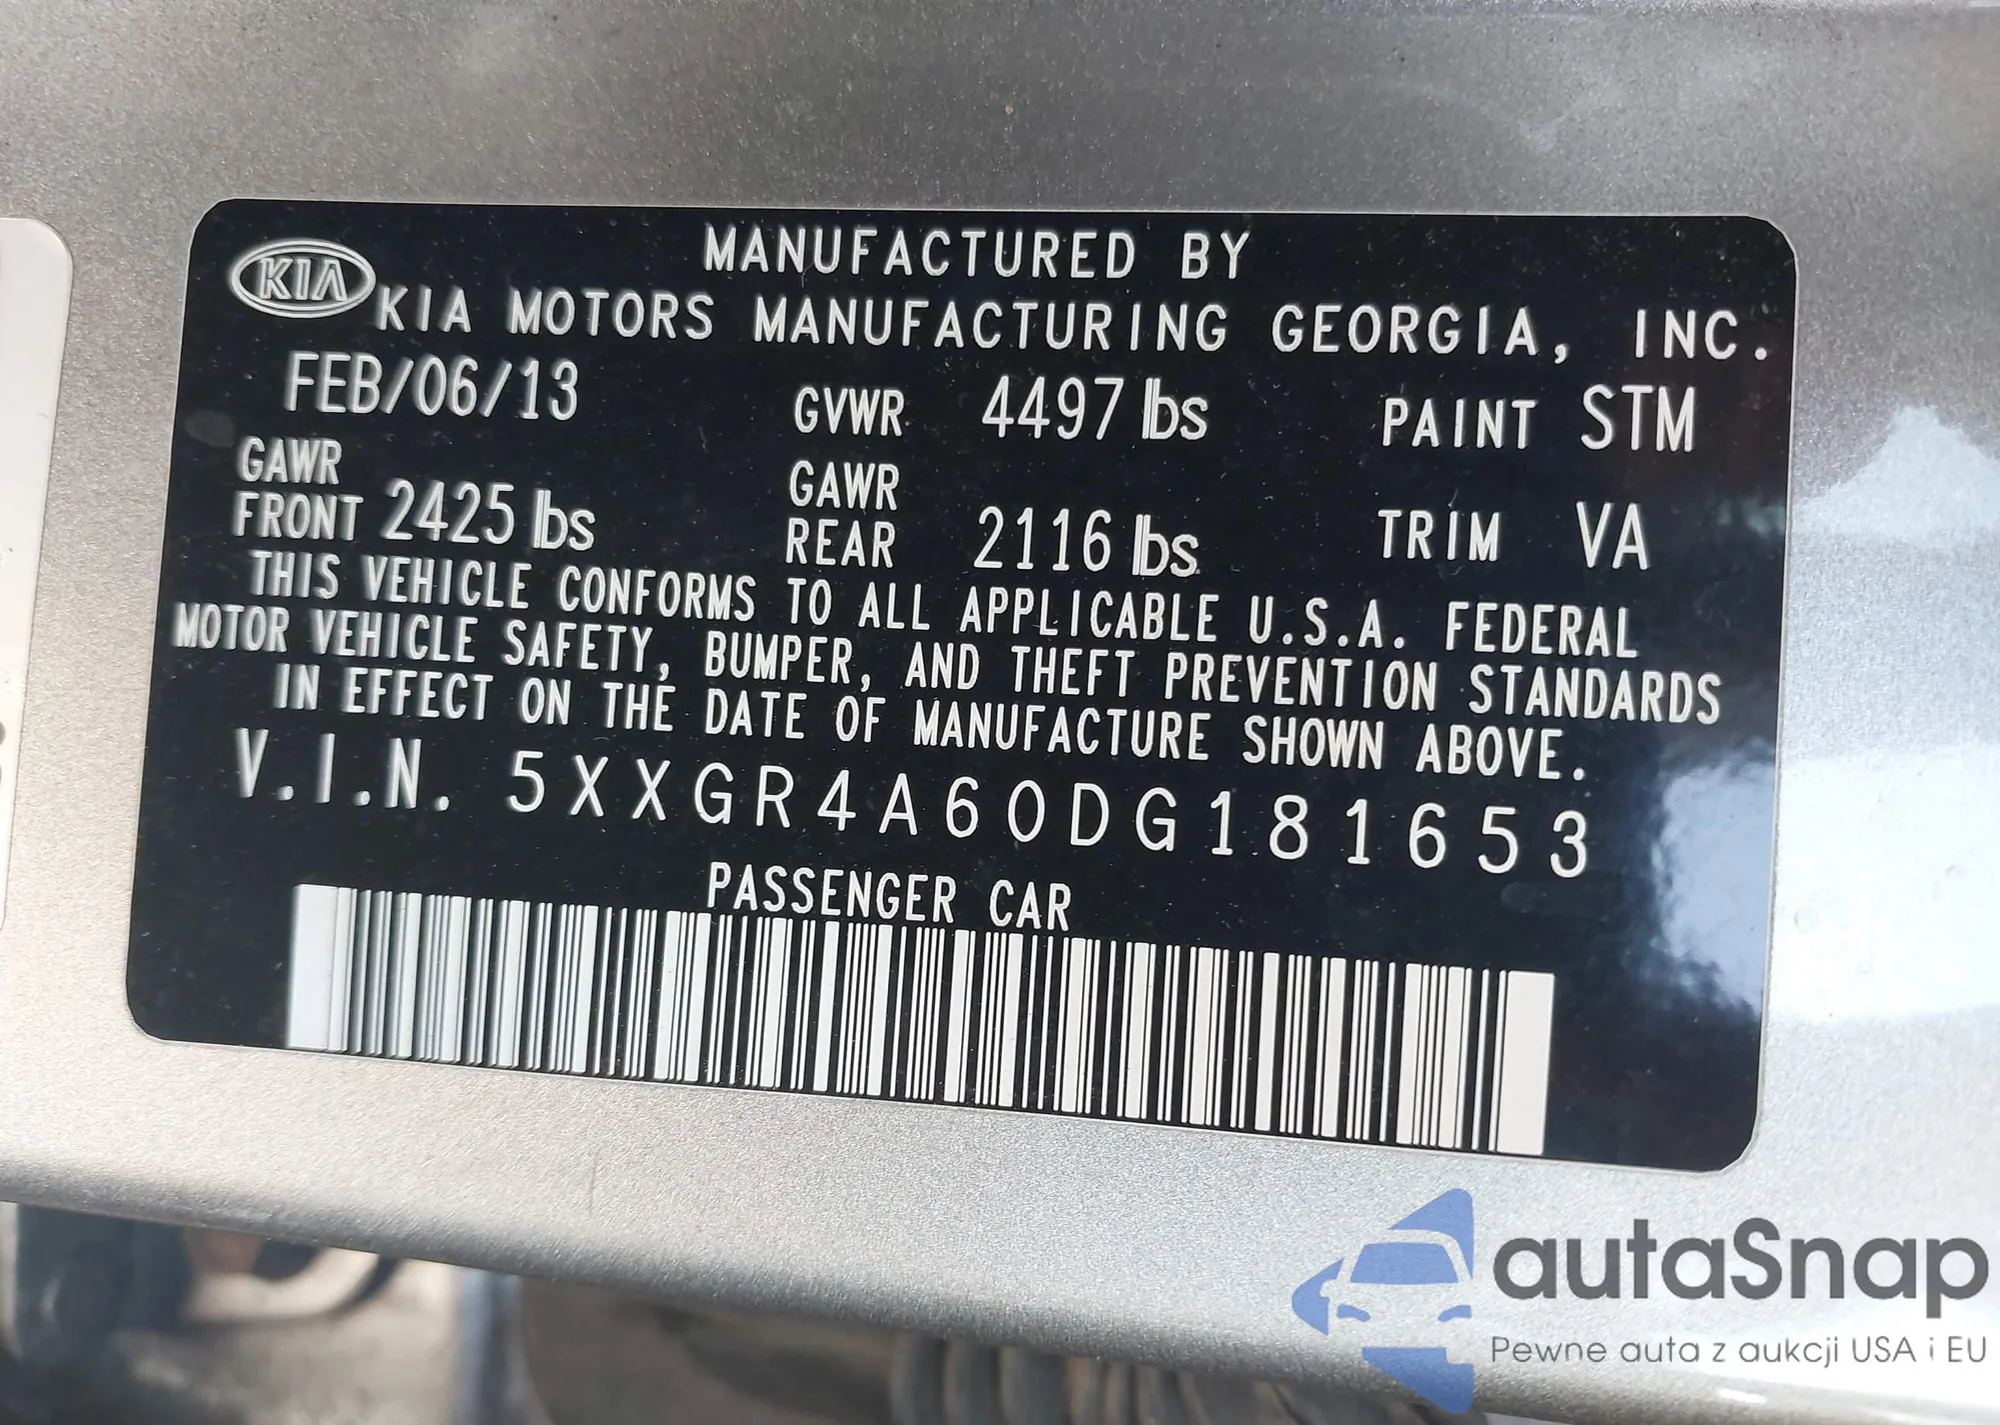 MANUFACTURED BY
KIA KIA MOTORS MANUFACTURING GEORGIA, INC.
FEB/06/13 GVWR 4497 lbs PAINT STM
GAWR FRONT 2425 lbs GAWR REAR 2116 lbs TRIM VA
THIS VEHICLE CONFORMS TO ALL APPLICABLE U.S.A. FEDERAL
MOTOR VEHICLE SAFETY, BUMPER, AND THEFT PREVENTION STANDARDS
IN EFFECT ON THE DATE OF MANUFACTURE SHOWN ABOVE.
V.I.N. 5XXGR4A60DG181653
PASSENGER CAR
autaSnap
Pewne auta z aukcji USA i EU